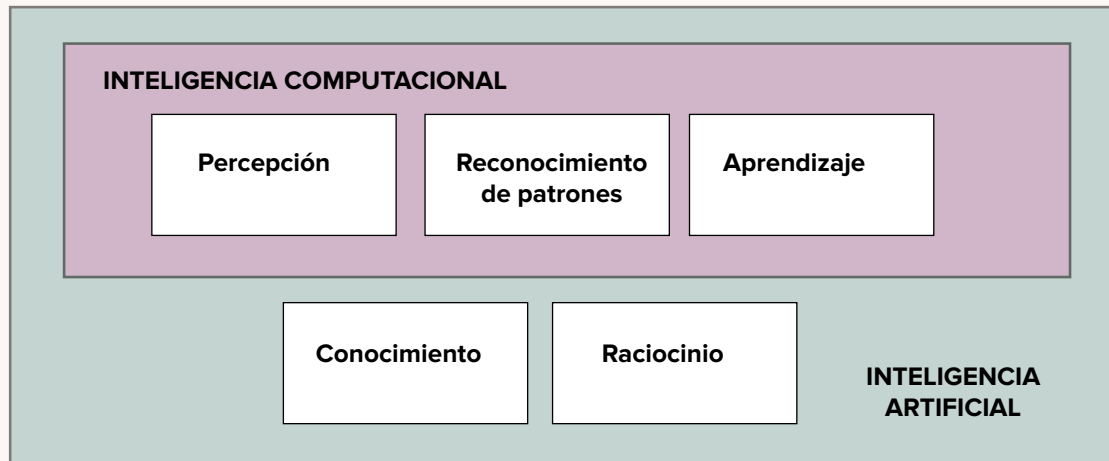 INTELIGENCIA COMPUTACIONAL
Percepción
Reconocimiento
de patrones
Aprendizaje
Conocimiento
Raciocinio
INTELIGENCIA
ARTIFICIAL